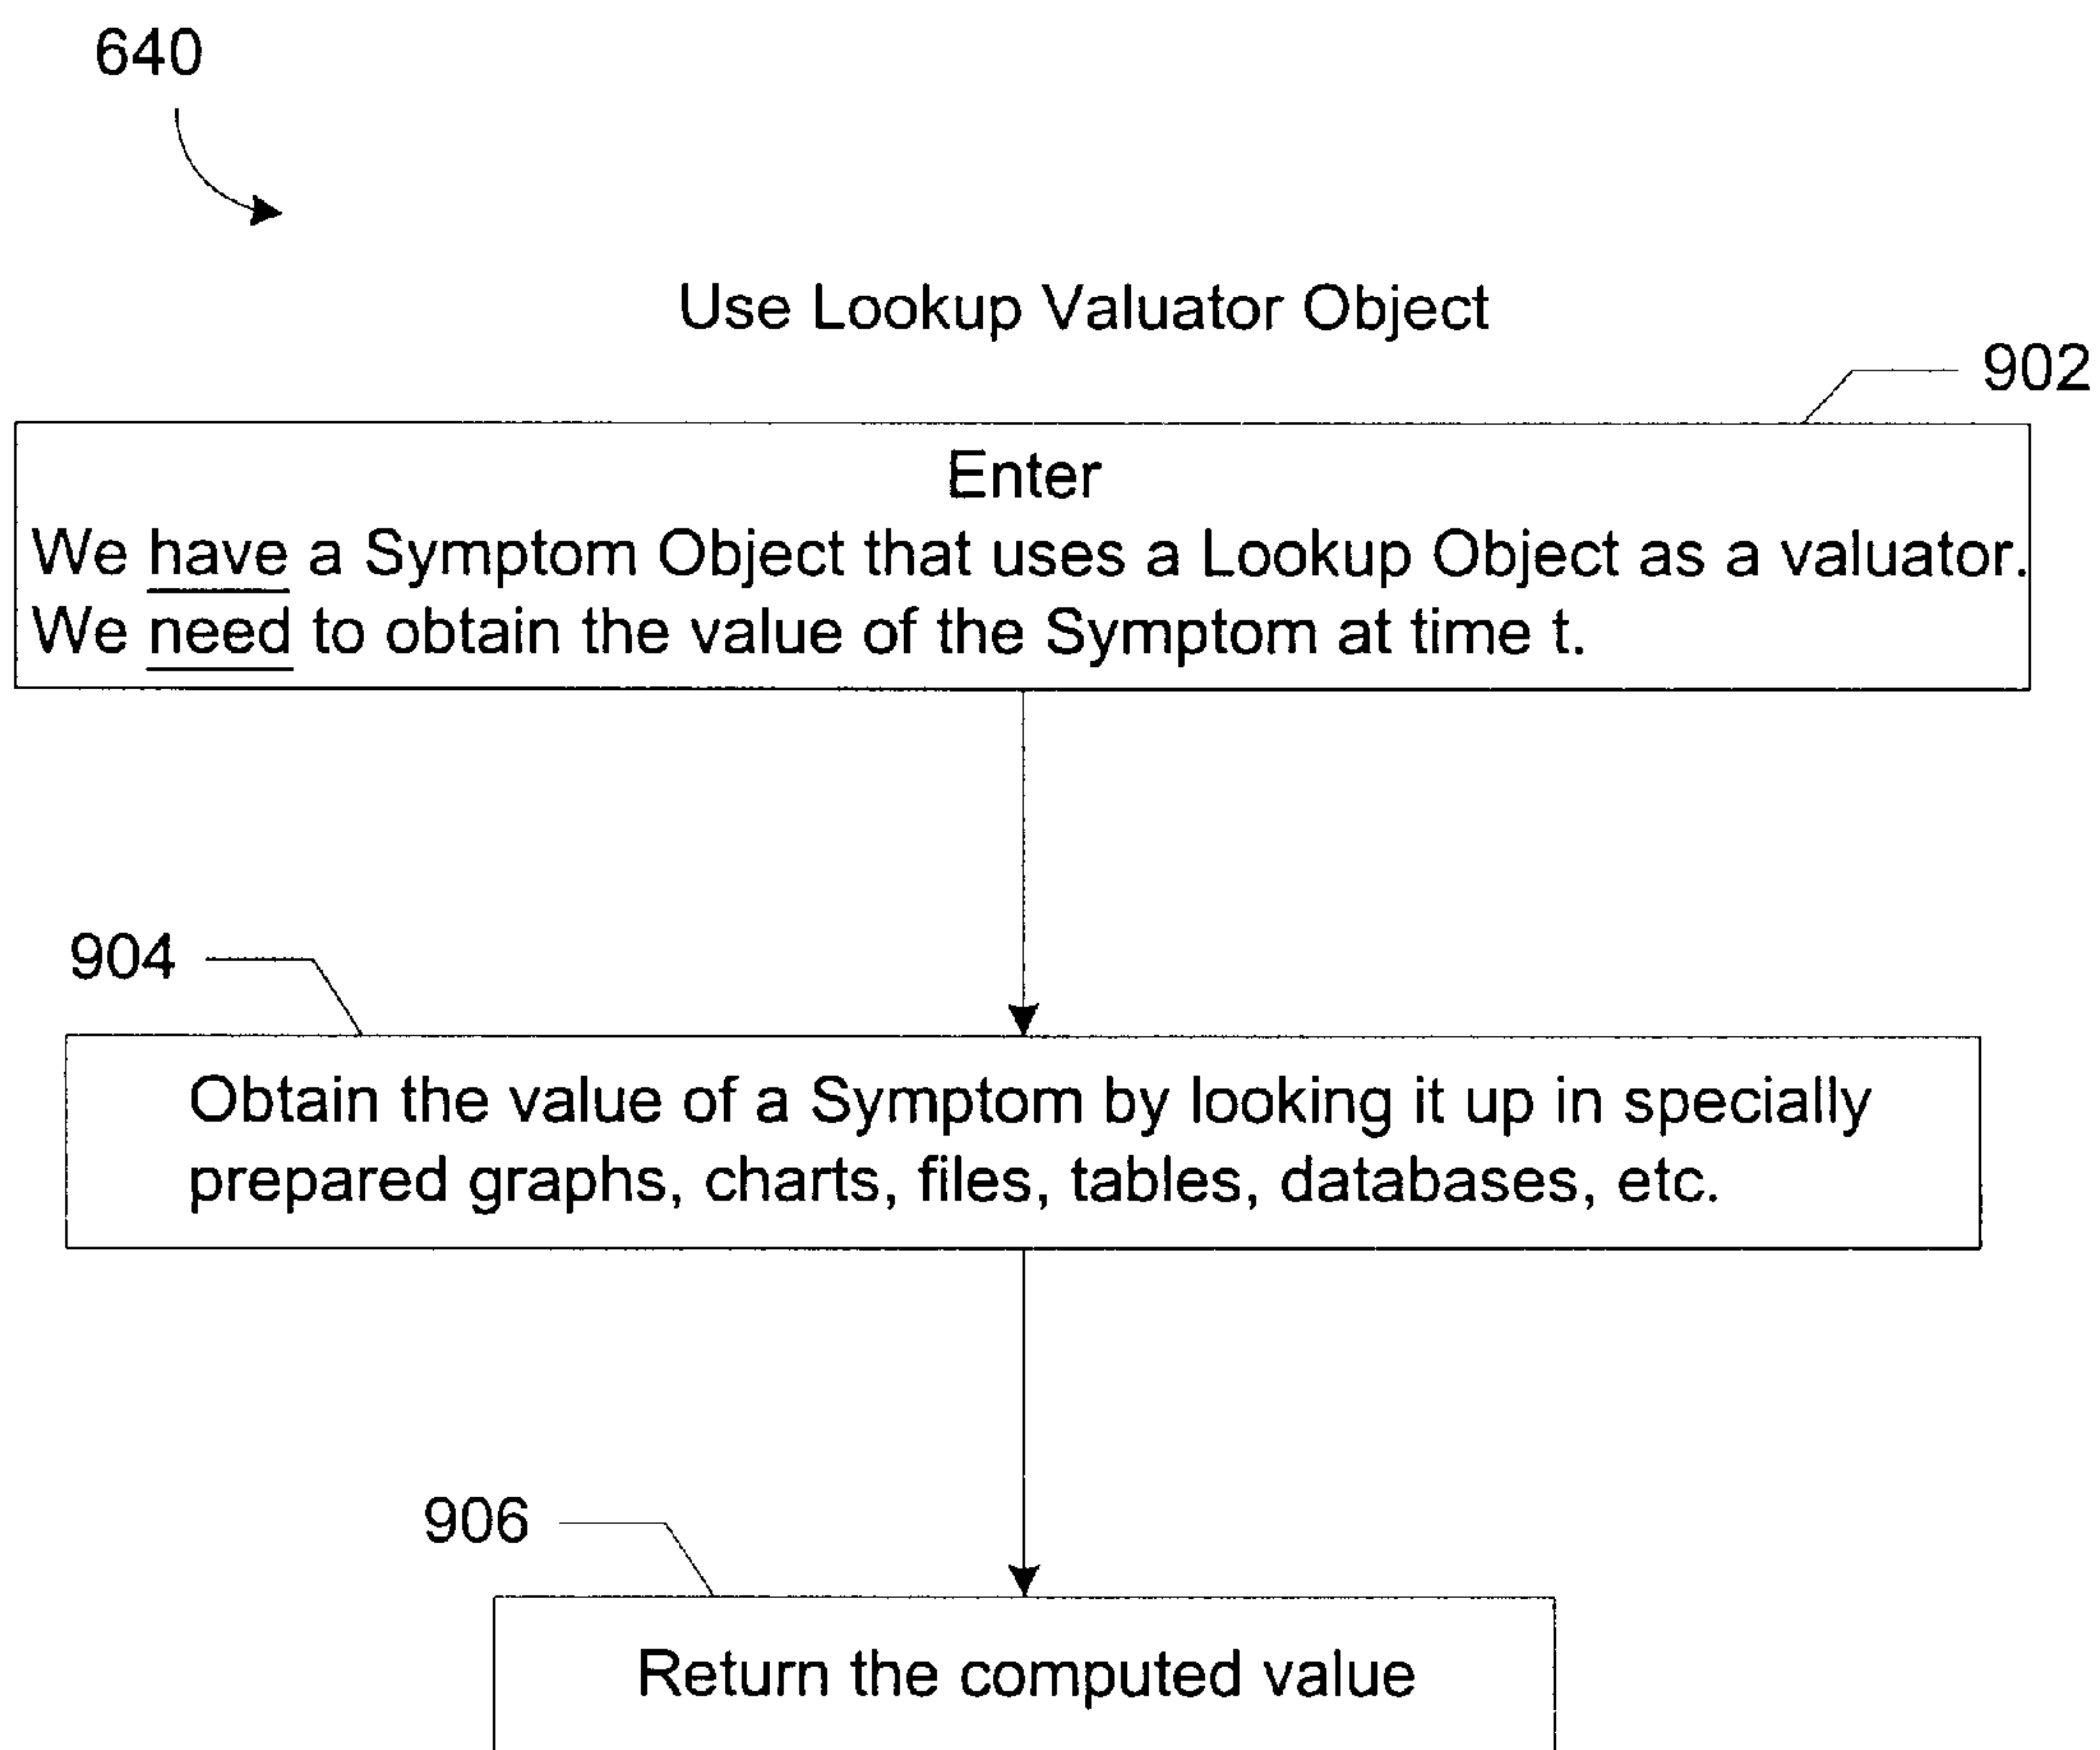 640
Use Lookup Valuator Object
902
Enter
We have a Symptom Object that uses a Lookup Object as a valuator.
We need to obtain the value of the Symptom at time t.
904
Obtain the value of a Symptom by looking it up in specially
prepared graphs, charts, files, tables, databases, etc.
906
Return the computed value